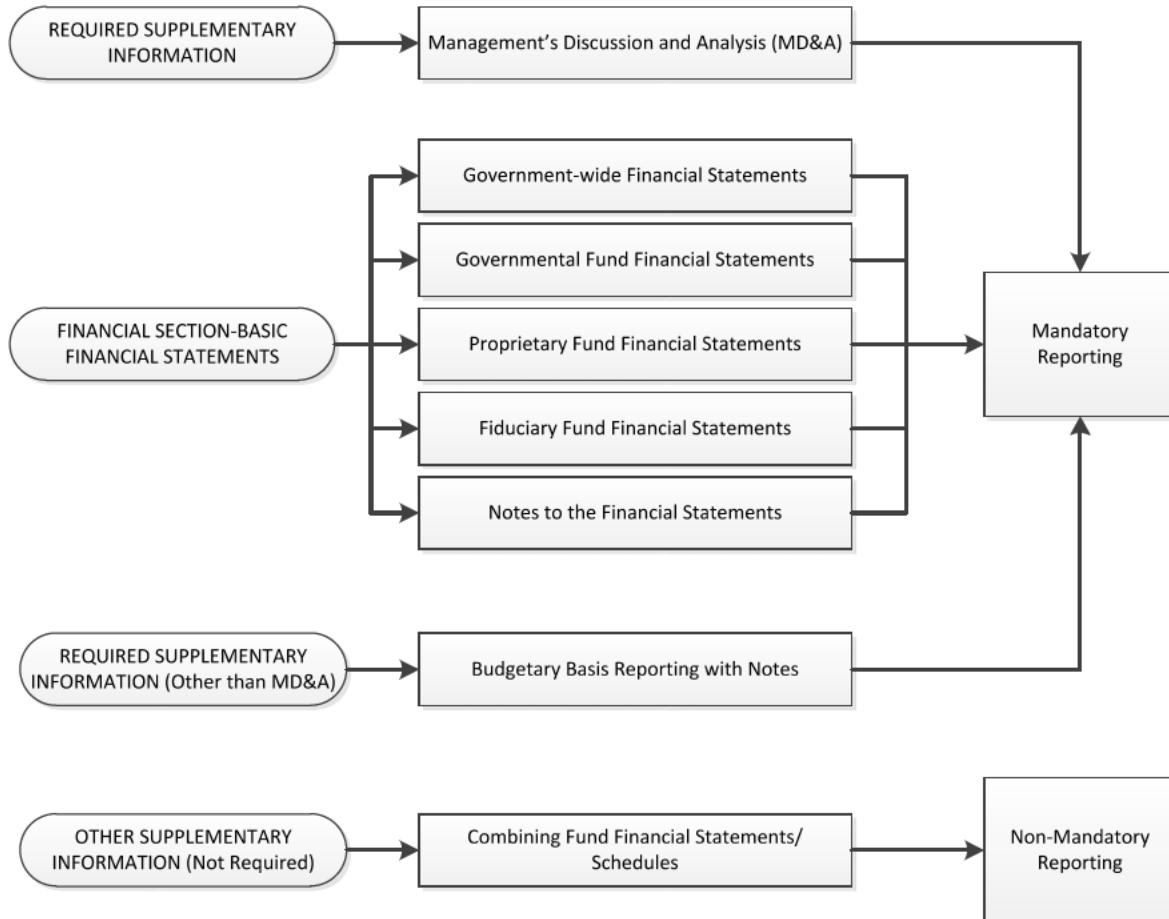 REQUIRED SUPPLEMENTARY
INFORMATION
Management’s Discussion and Analysis (MD&A)
Government-wide Financial Statements
Governmental Fund Financial Statements
FINANCIAL SECTION-BASIC
FINANCIAL STATEMENTS
Proprietary Fund Financial Statements
Mandatory
Reporting
Fiduciary Fund Financial Statements
Notes to the Financial Statements
REQUIRED SUPPLEMENTARY
INFORMATION (Other than MD&A)
Budgetary Basis Reporting with Notes
OTHER SUPPLEMENTARY
INFORMATION (Not Required)
Combining Fund Financial Statements/
Schedules
Non-Mandatory
Reporting